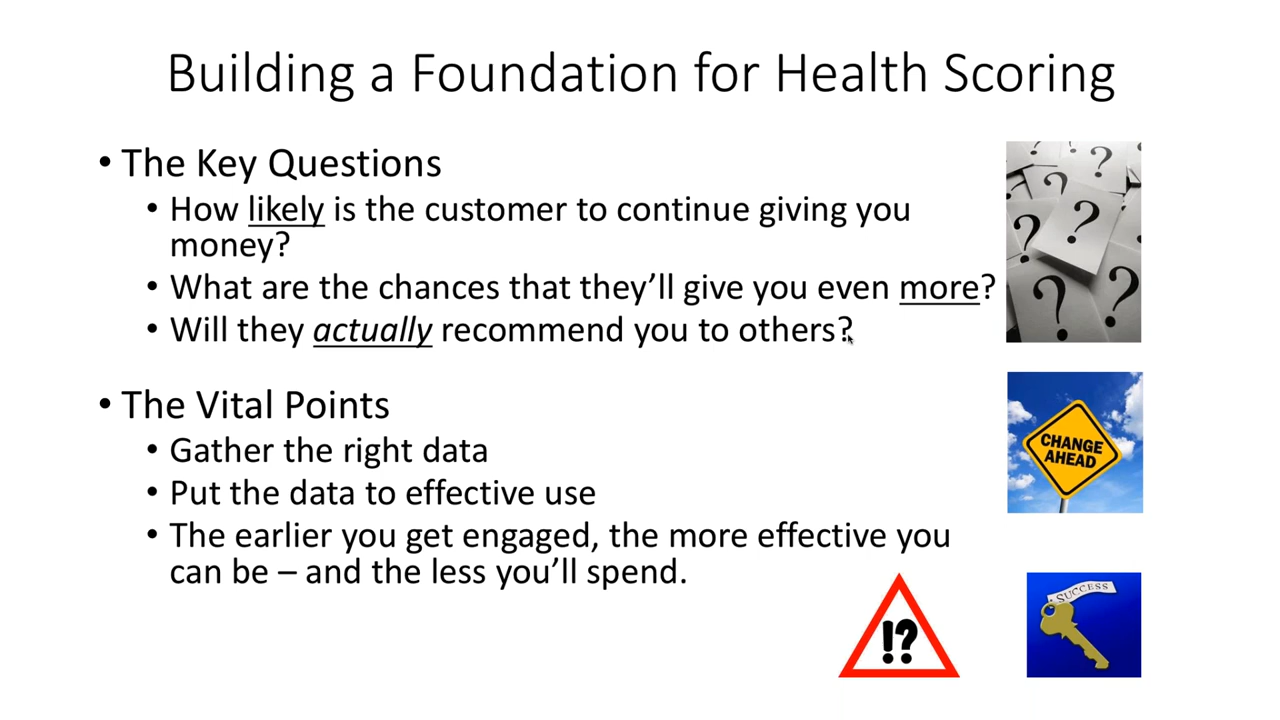 Building a Foundation for Health Scoring
• The Key Questions
• How likely is the customer to continue giving you
money?
• What are the chances that they’ll give you even more?
• Will they actually recommend you to others?
• The Vital Points
• Gather the right data
• Put the data to effective use
• The earlier you get engaged, the more effective you
can be – and the less you’ll spend.
? ? ? ? ? ? ?
CHANGE
AHEAD
!?
SUCCESS